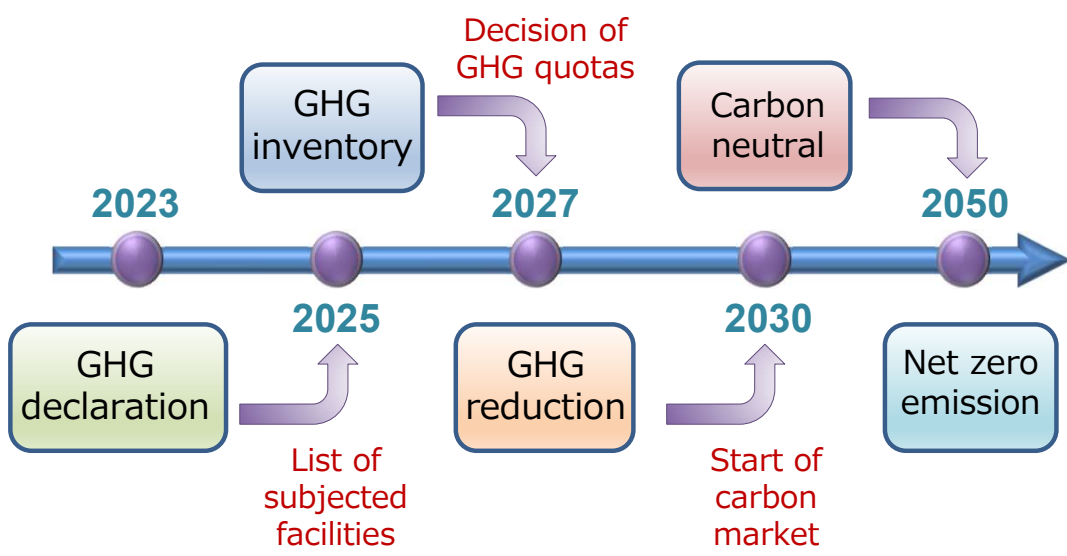 Decision of
GHG quotas
GHG
inventory
Carbon
neutral
2023
2027
2050
2025
2030
GHG
declaration
GHG
reduction
Net zero
emission
List of
subjected
facilities
Start of
carbon
market